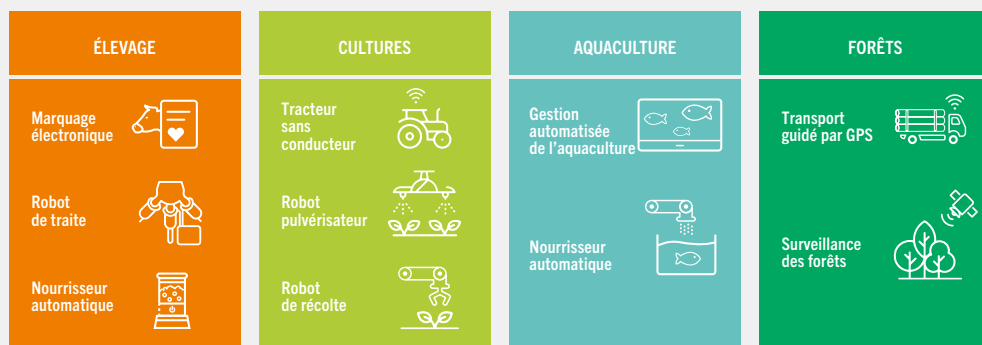 ÉLEVAGE
Marquage
électronique
Robot
de traite
Nourrisseur
automatique
CULTURES
Tracteur
sans
conducteur
Robot
pulvérisateur
Robot
de récolte
AQUACULTURE
Gestion
automatisée
de l'aquaculture
Nourrisseur
automatique
FORÊTS
Transport
guidé par GPS
Surveillance
des forêts